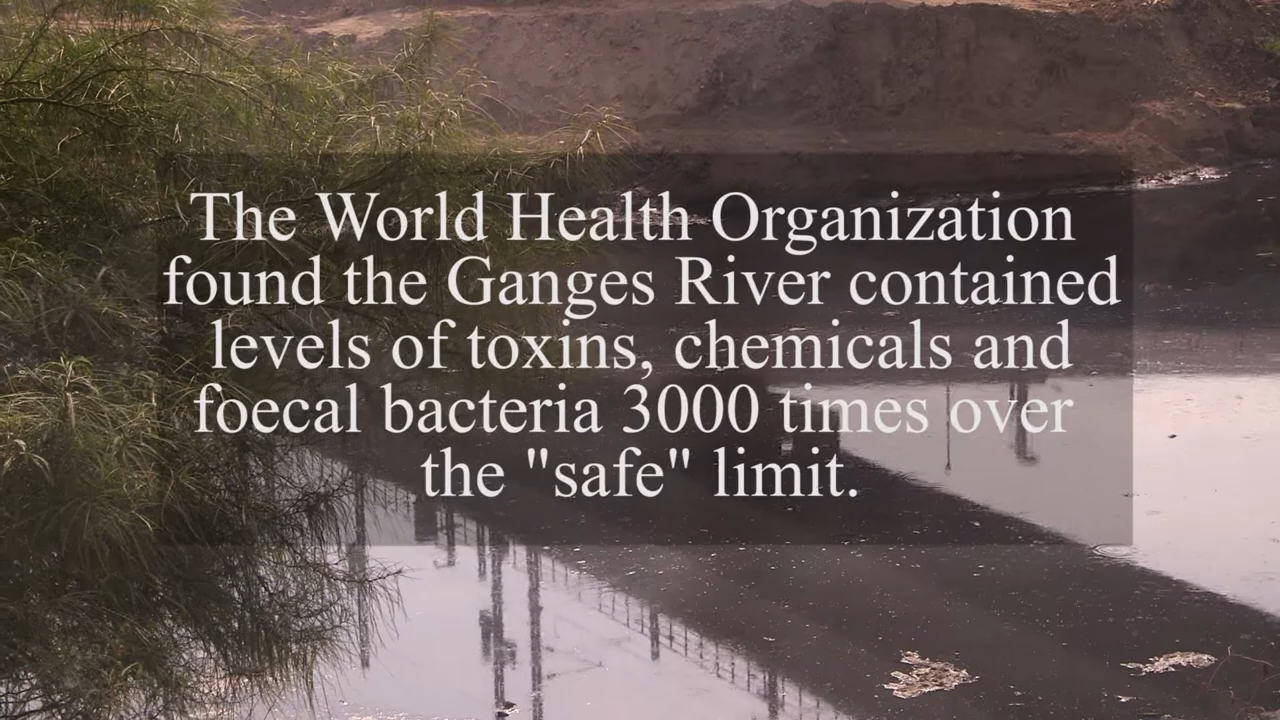 The World Health Organization
found the Ganges River contained
levels of toxins, chemicals and
foecal bacteria 3000 times over
the "safe" limit.